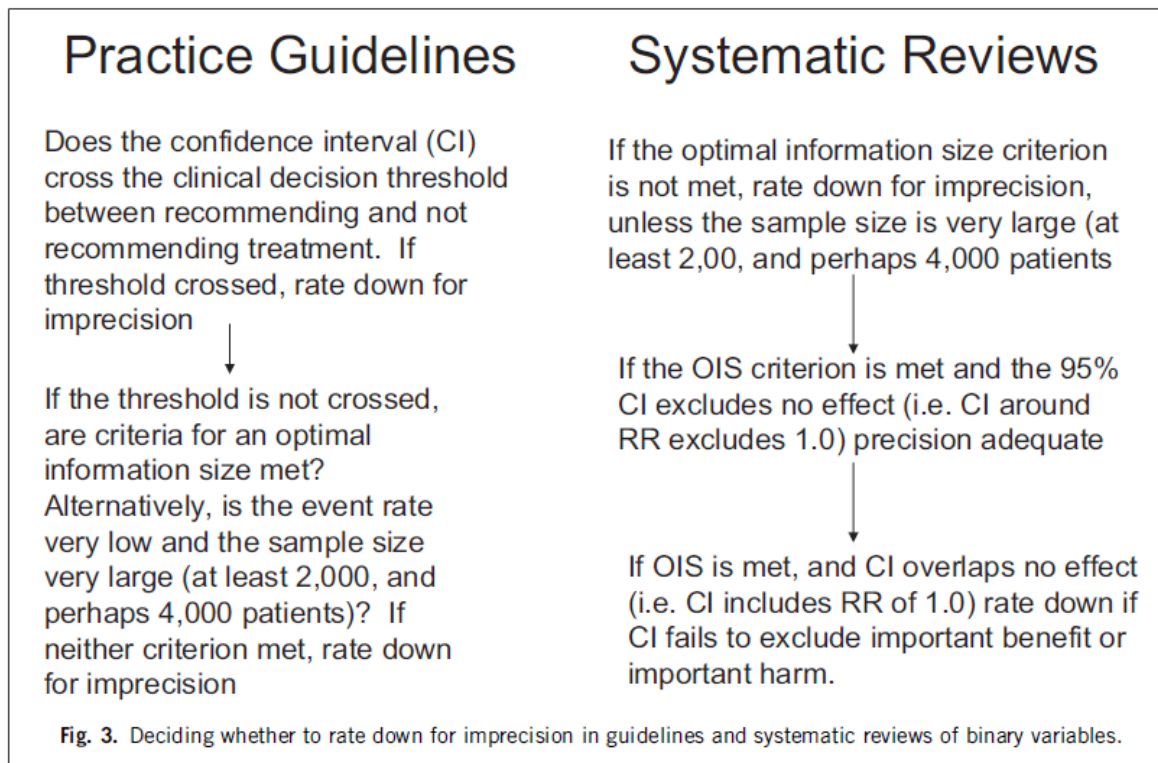 Practice Guidelines
Does the confidence interval (CI)
cross the clinical decision threshold
between recommending and not
recommending treatment. If
threshold crossed, rate down for
imprecision
If the threshold is not crossed,
are criteria for an optimal
information size met?
Alternatively, is the event rate
very low and the sample size
very large (at least 2,000, and
perhaps 4,000 patients)? If
neither criterion met, rate down
for imprecision
Systematic Reviews
If the optimal information size criterion
is not met, rate down for imprecision,
unless the sample size is very large (at
least 2,00, and perhaps 4,000 patients
If the OIS criterion is met and the 95%
CI excludes no effect (i.e. CI around
RR excludes 1.0) precision adequate
If OIS is met, and CI overlaps no effect
(i.e. CI includes RR of 1.0) rate down if
CI fails to exclude important benefit or
important harm.
Fig. 3. Deciding whether to rate down for imprecision in guidelines and systematic reviews of binary variables.